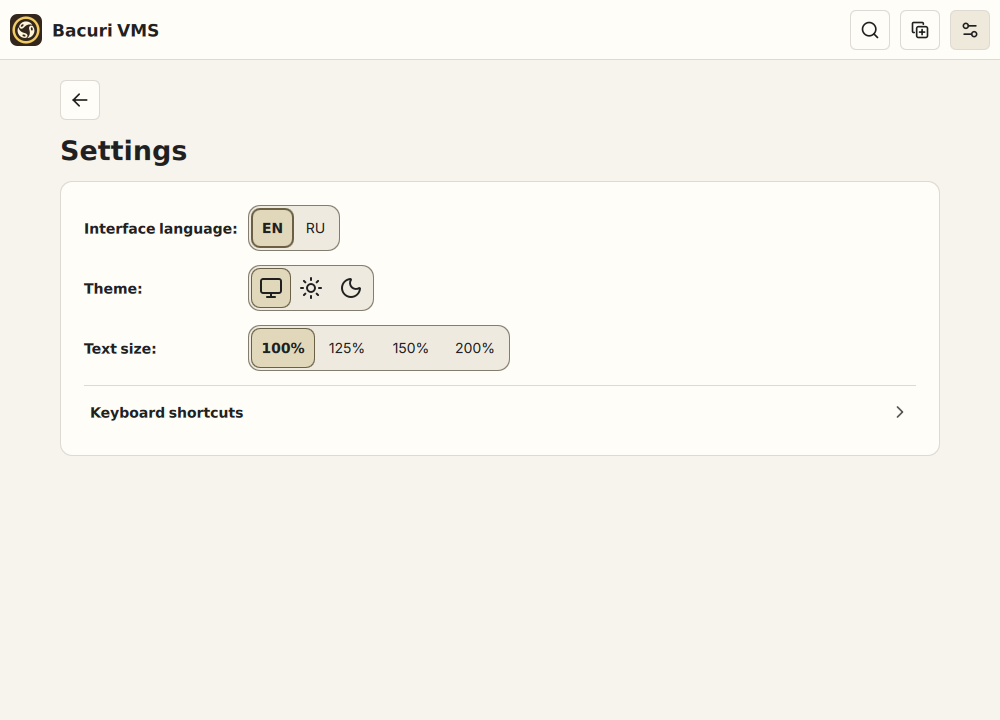 Bacuri VMS
Settings
Interface language: EN RU
Theme:
Text size: 100% 125% 150% 200%
Keyboard shortcuts